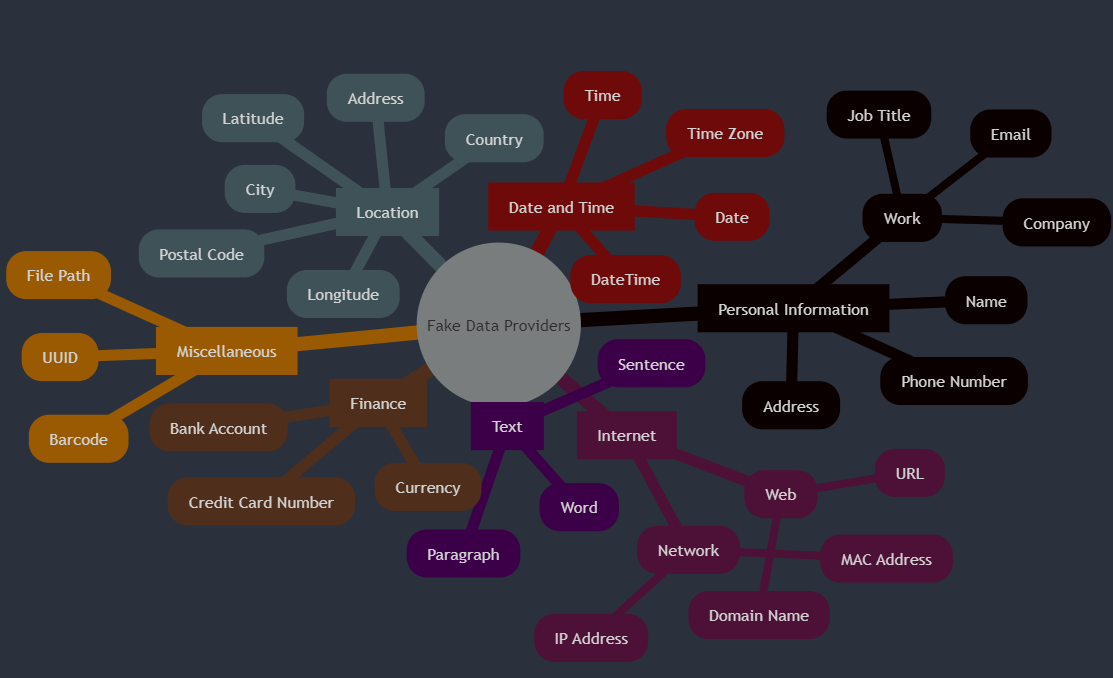 Fake Data Providers
Location
Address
Latitude
Country
City
Postal Code
Longitude
Date and Time
Time
Time Zone
Date
DateTime
Personal Information
Work
Job Title
Email
Company
Name
Phone Number
Address
Internet
Web
URL
Domain Name
Network
MAC Address
IP Address
Text
Sentence
Word
Paragraph
Finance
Bank Account
Credit Card Number
Currency
Miscellaneous
File Path
UUID
Barcode